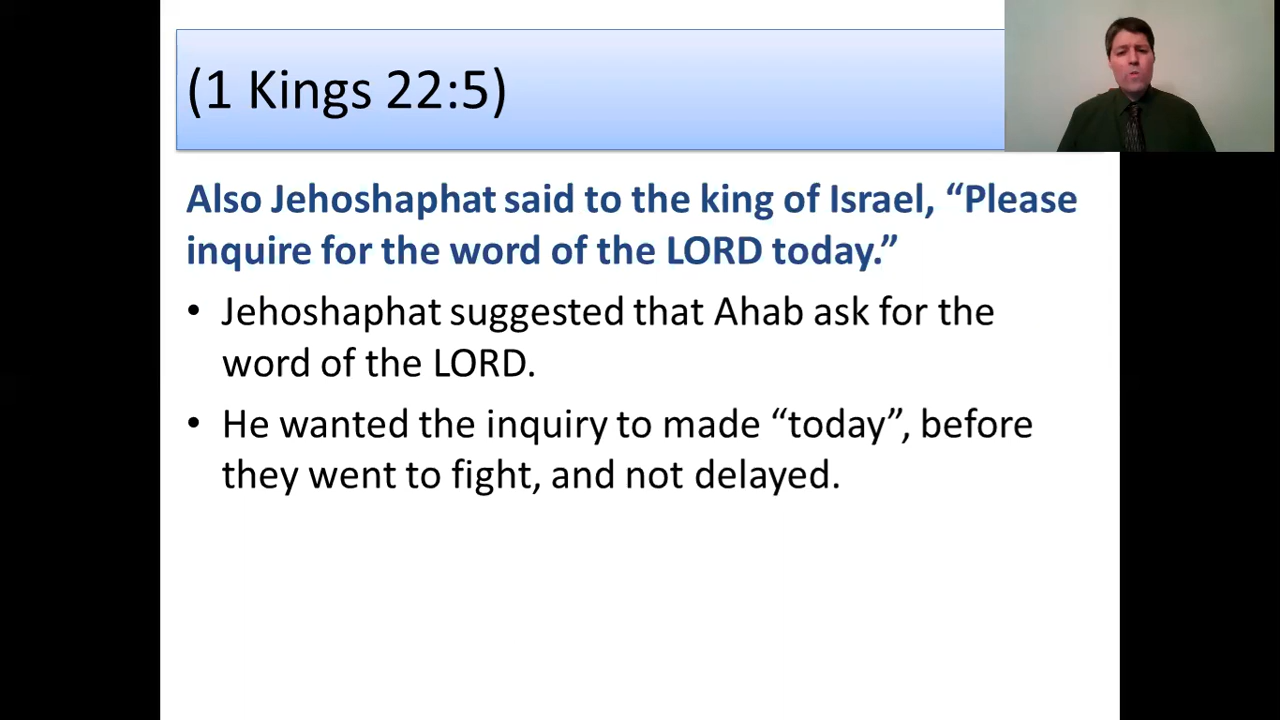 (1 Kings 22:5)
Also Jehoshaphat said to the king of Israel, “Please
inquire for the word of the LORD today.”
• Jehoshaphat suggested that Ahab ask for the
word of the LORD.
• He wanted the inquiry to made “today”, before
they went to fight, and not delayed.